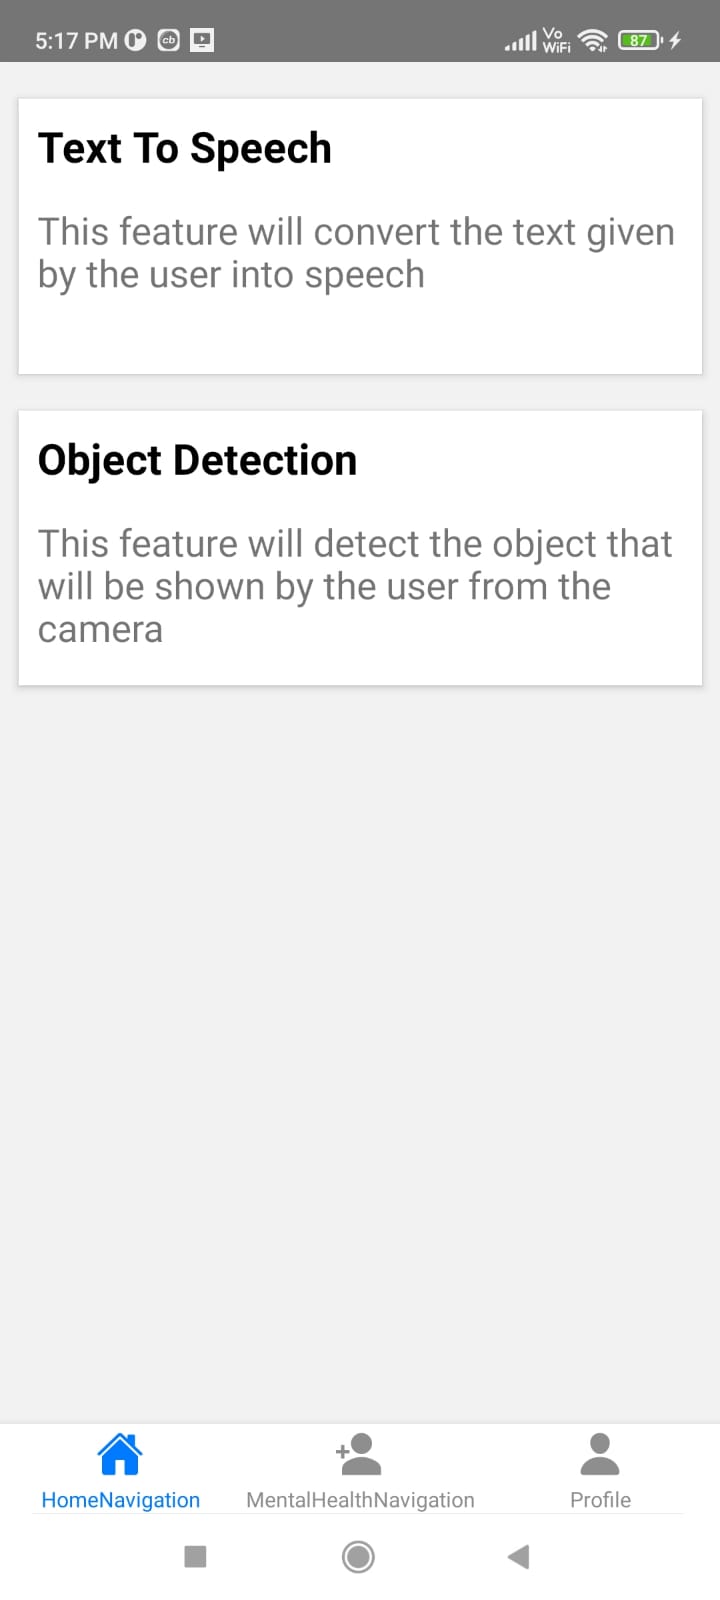 5:17 PM cb Vo WiFi 87
Text To Speech
This feature will convert the text given
by the user into speech
Object Detection
This feature will detect the object that
will be shown by the user from the
camera
HomeNavigation MentalHealthNavigation Profile